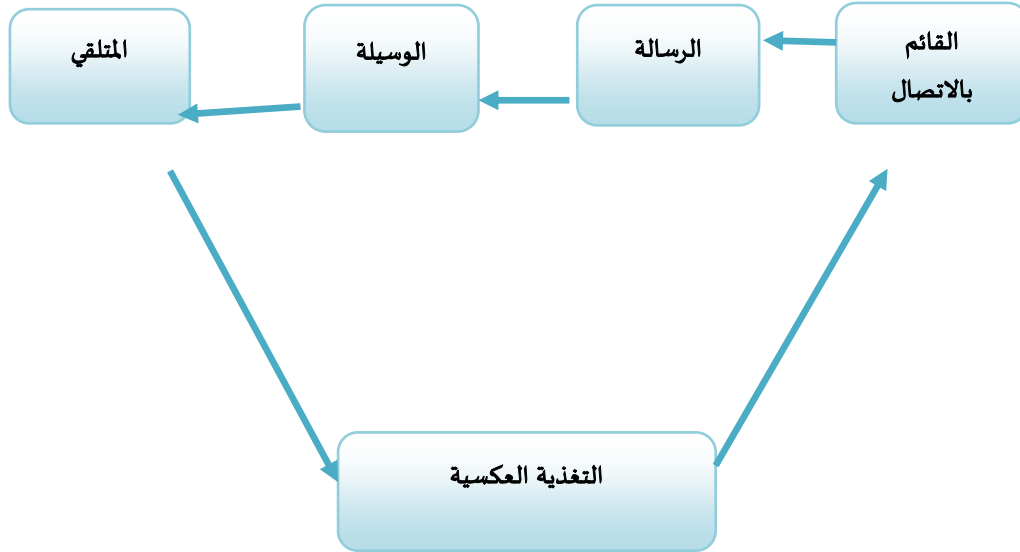 القائم
بالاتصال
الرسالة
الوسيلة
المتلقي
التغذية العكسية